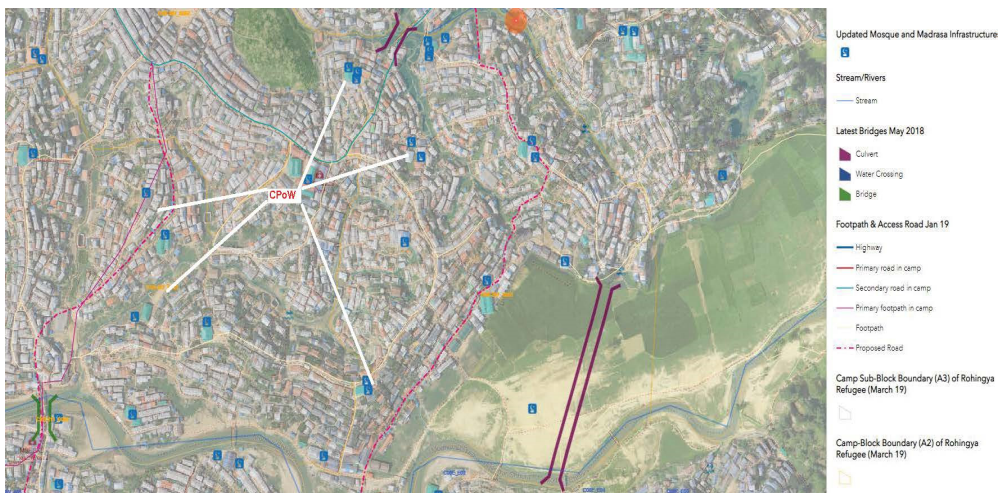 CPoW
Updated Mosque and Madrasa Infrastructures
Stream/Rivers
Stream
Latest Bridges May 2018
Culvert
Water Crossing
Bridge
Footpath & Access Road Jan 19
Highway
Primary road in camp
Secondary road in camp
Primary footpath in camp
Footpath
Proposed Road
Camp Sub-Block Boundary (A3) of Rohingya
Refugee (March 19)
Camp-Block Boundary (A2) of Rohingya
Refugee (March 19)